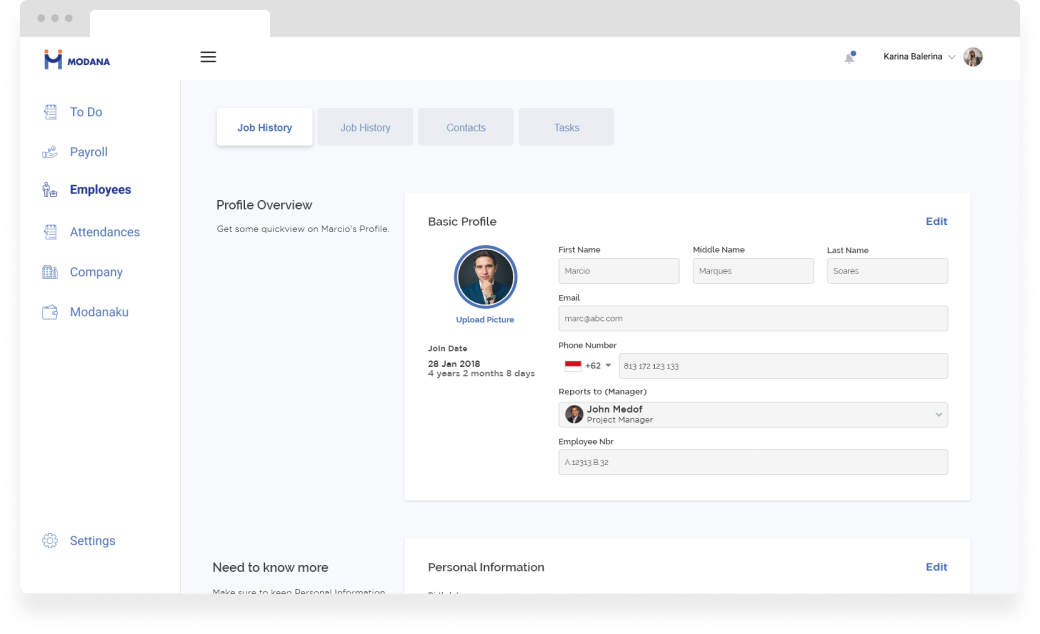 MODANA
Karina Balerina
To Do
Payroll
Employees
Attendances
Company
Modanaku
Settings
Job History
Job History
Contacts
Tasks
Profile Overview
Get some quickview on Marcio's Profile.
Basic Profile
Edit
Upload Picture
Join Date
28 Jan 2018
4 years 2 months 8 days
First Name
Middle Name
Last Name
Marcio
Marques
Soares
Email
marc@abc.com
Phone Number
+62
813 172 123 133
Reports to (Manager)
John Medof
Project Manager
Employee Nbr
A.12313.B.32
Need to know more
Make sure to keep Personal Information
Personal Information
Edit